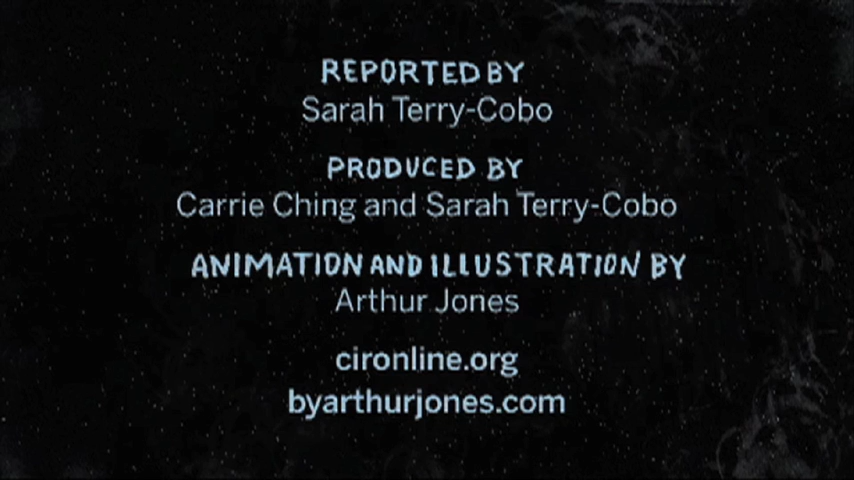 REPORTED BY
Sarah Terry-Cobo
PRODUCED BY
Carrie Ching and Sarah Terry-Cobo
ANIMATION AND ILLUSTRATION BY
Arthur Jones
cironline.org
byarthurjones.com